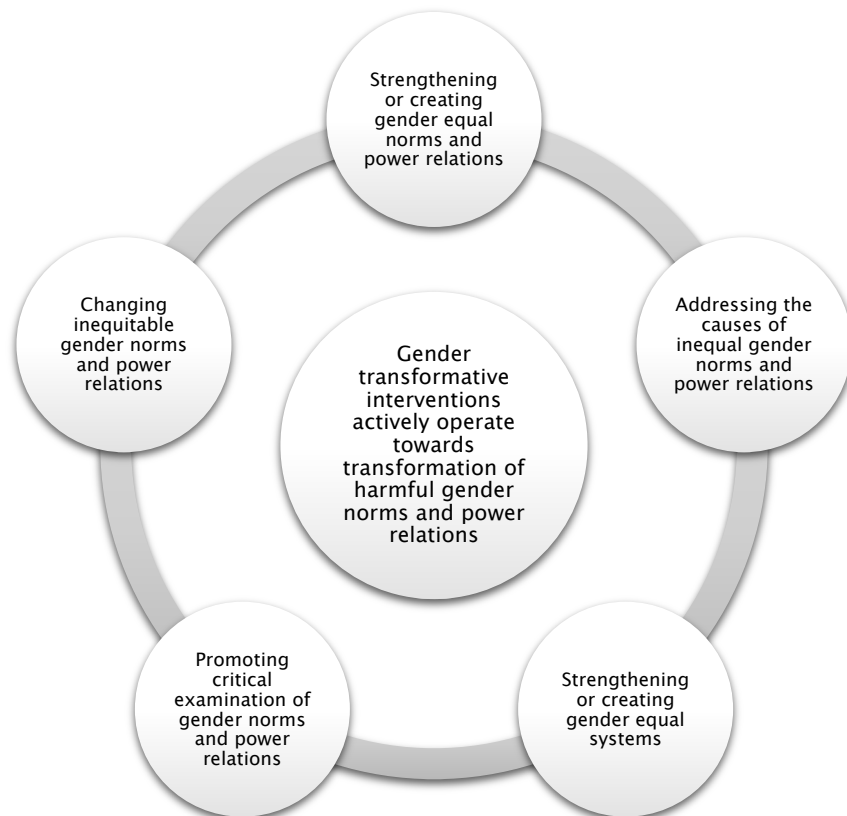 Strengthening
or creating
gender equal
norms and
power relations
Addressing the
causes of
inequal gender
norms and
power relations
Strengthening
or creating
gender equal
systems
Promoting
critical
examination of
gender norms
and power
relations
Changing
inequitable
gender norms
and power
relations
Gender
transformative
interventions
actively operate
towards
transformation of
harmful gender
norms and power
relations